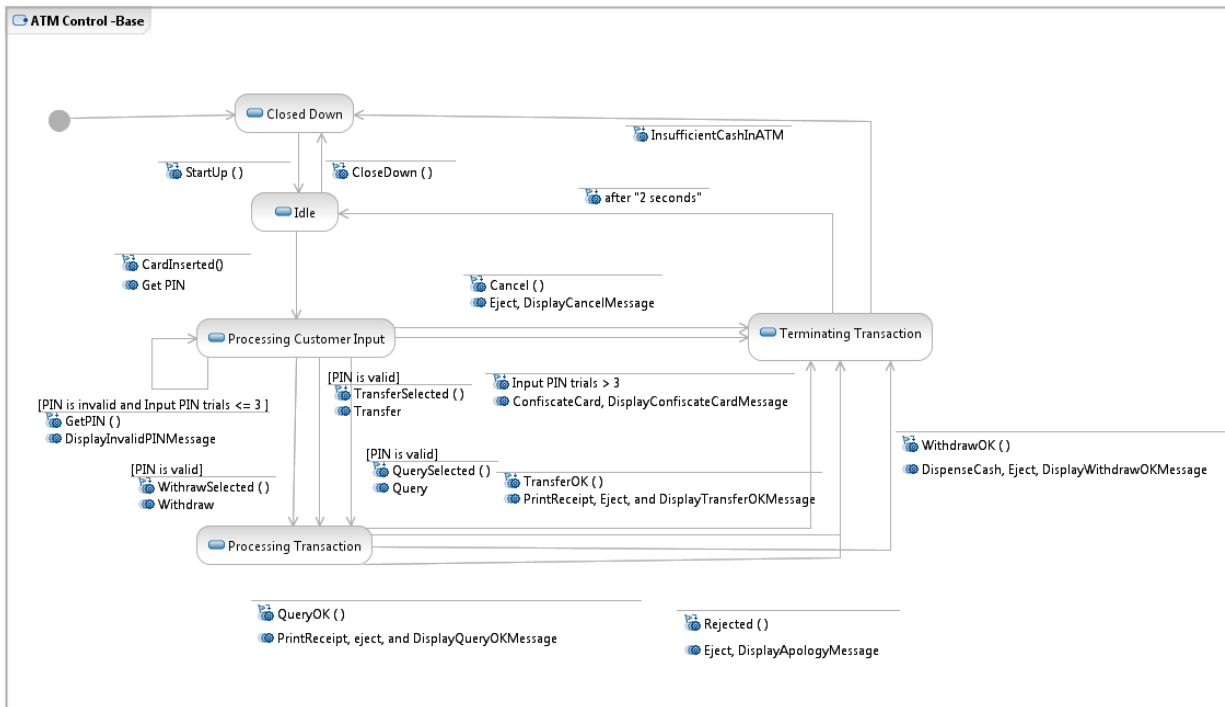 ATM Control -Base
Closed Down
InsufficientCashInATM
StartUp ( )
CloseDown ( )
after "2 seconds"
Idle
CardInserted()
Get PIN
Cancel ( )
Eject, DisplayCancelMessage
Processing Customer Input
Terminating Transaction
[PIN is valid]
TransferSelected ( )
Transfer
Input PIN trials > 3
ConfiscateCard, DisplayConfiscateCardMessage
[PIN is invalid and Input PIN trials <= 3 ]
GetPIN ( )
DisplayInvalidPINMessage
WithdrawOK ( )
DispenseCash, Eject, DisplayWithdrawOKMessage
[PIN is valid]
WithrawSelected ( )
Withdraw
[PIN is valid]
QuerySelected ( )
Query
TransferOK ( )
PrintReceipt, Eject, and DisplayTransferOKMessage
Processing Transaction
QueryOK ( )
PrintReceipt, eject, and DisplayQueryOKMessage
Rejected ( )
Eject, DisplayApologyMessage